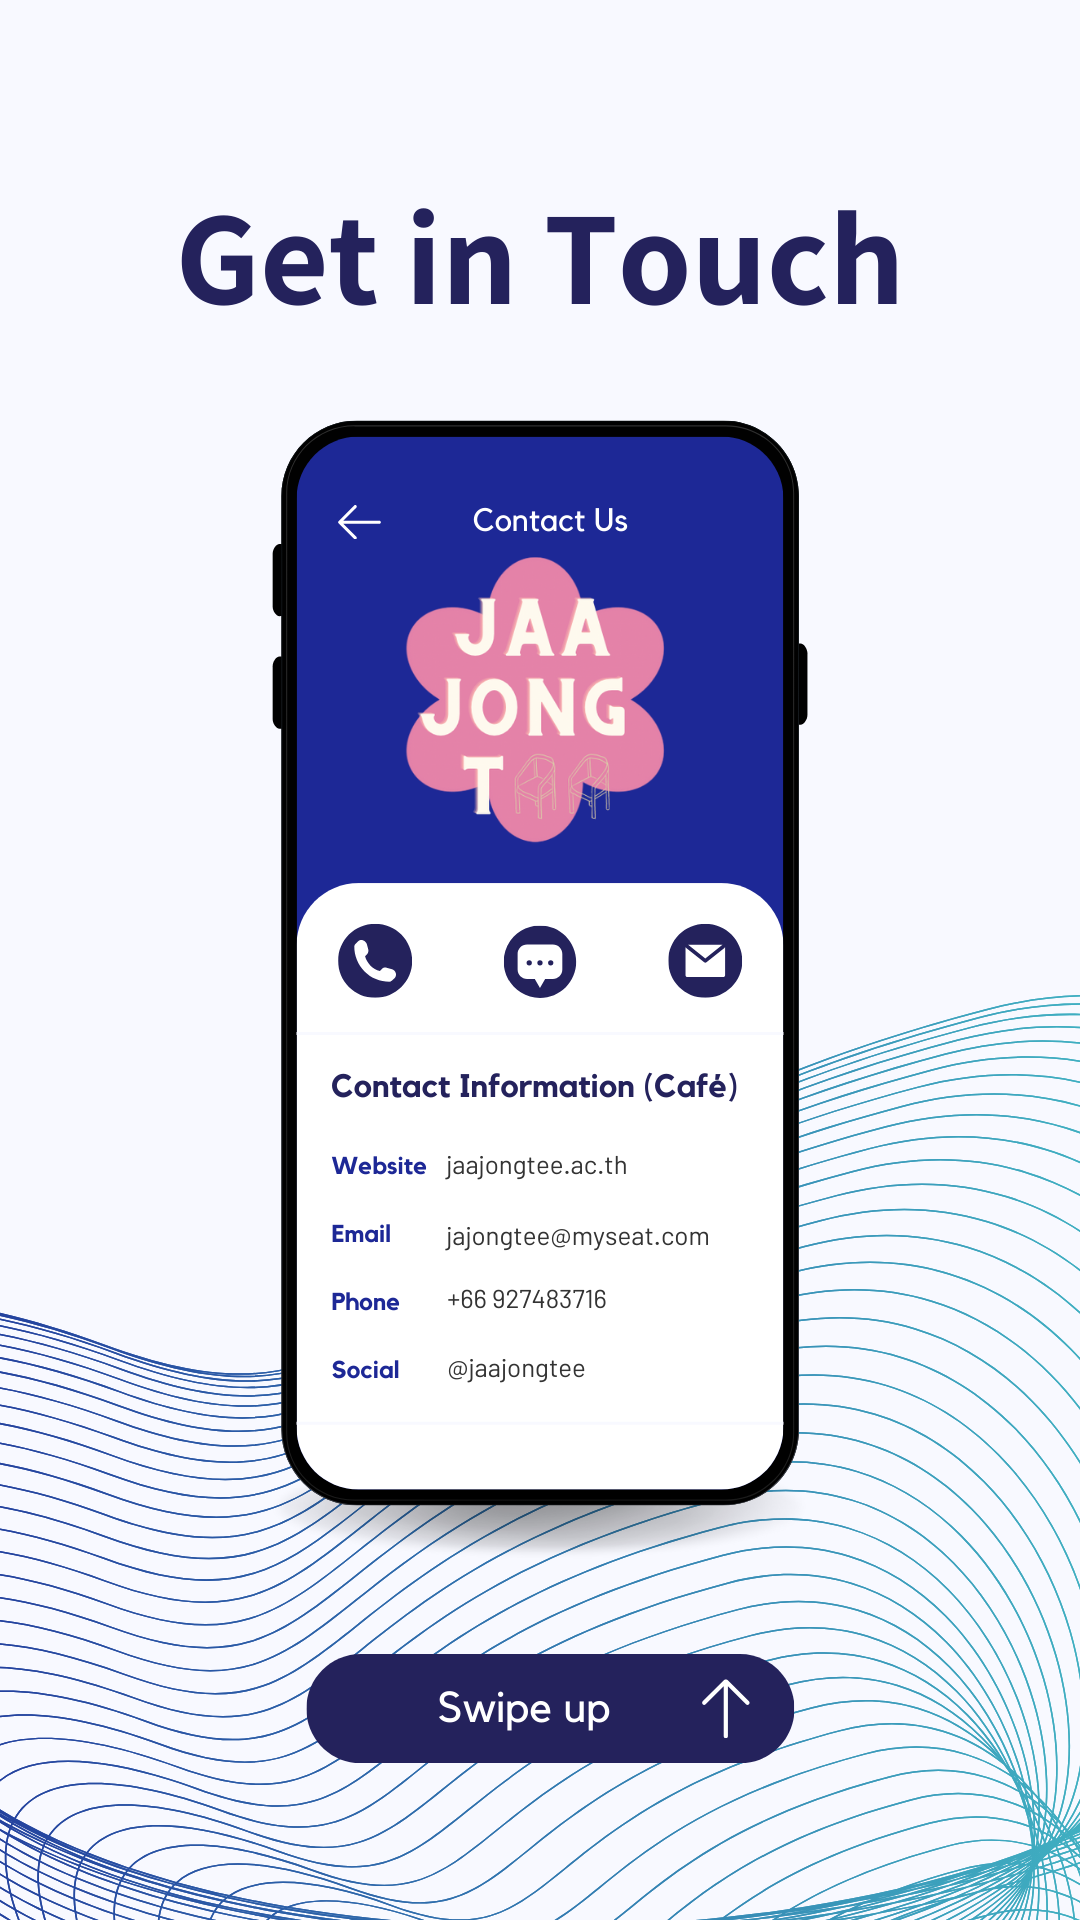 Get in Touch
Contact Us
JAA
JONG
T
Contact Information (Café)
Website jaajongtee.ac.th
Email jajongtee@myseat.com
Phone +66 927483716
Social @jaajongtee
Swipe up